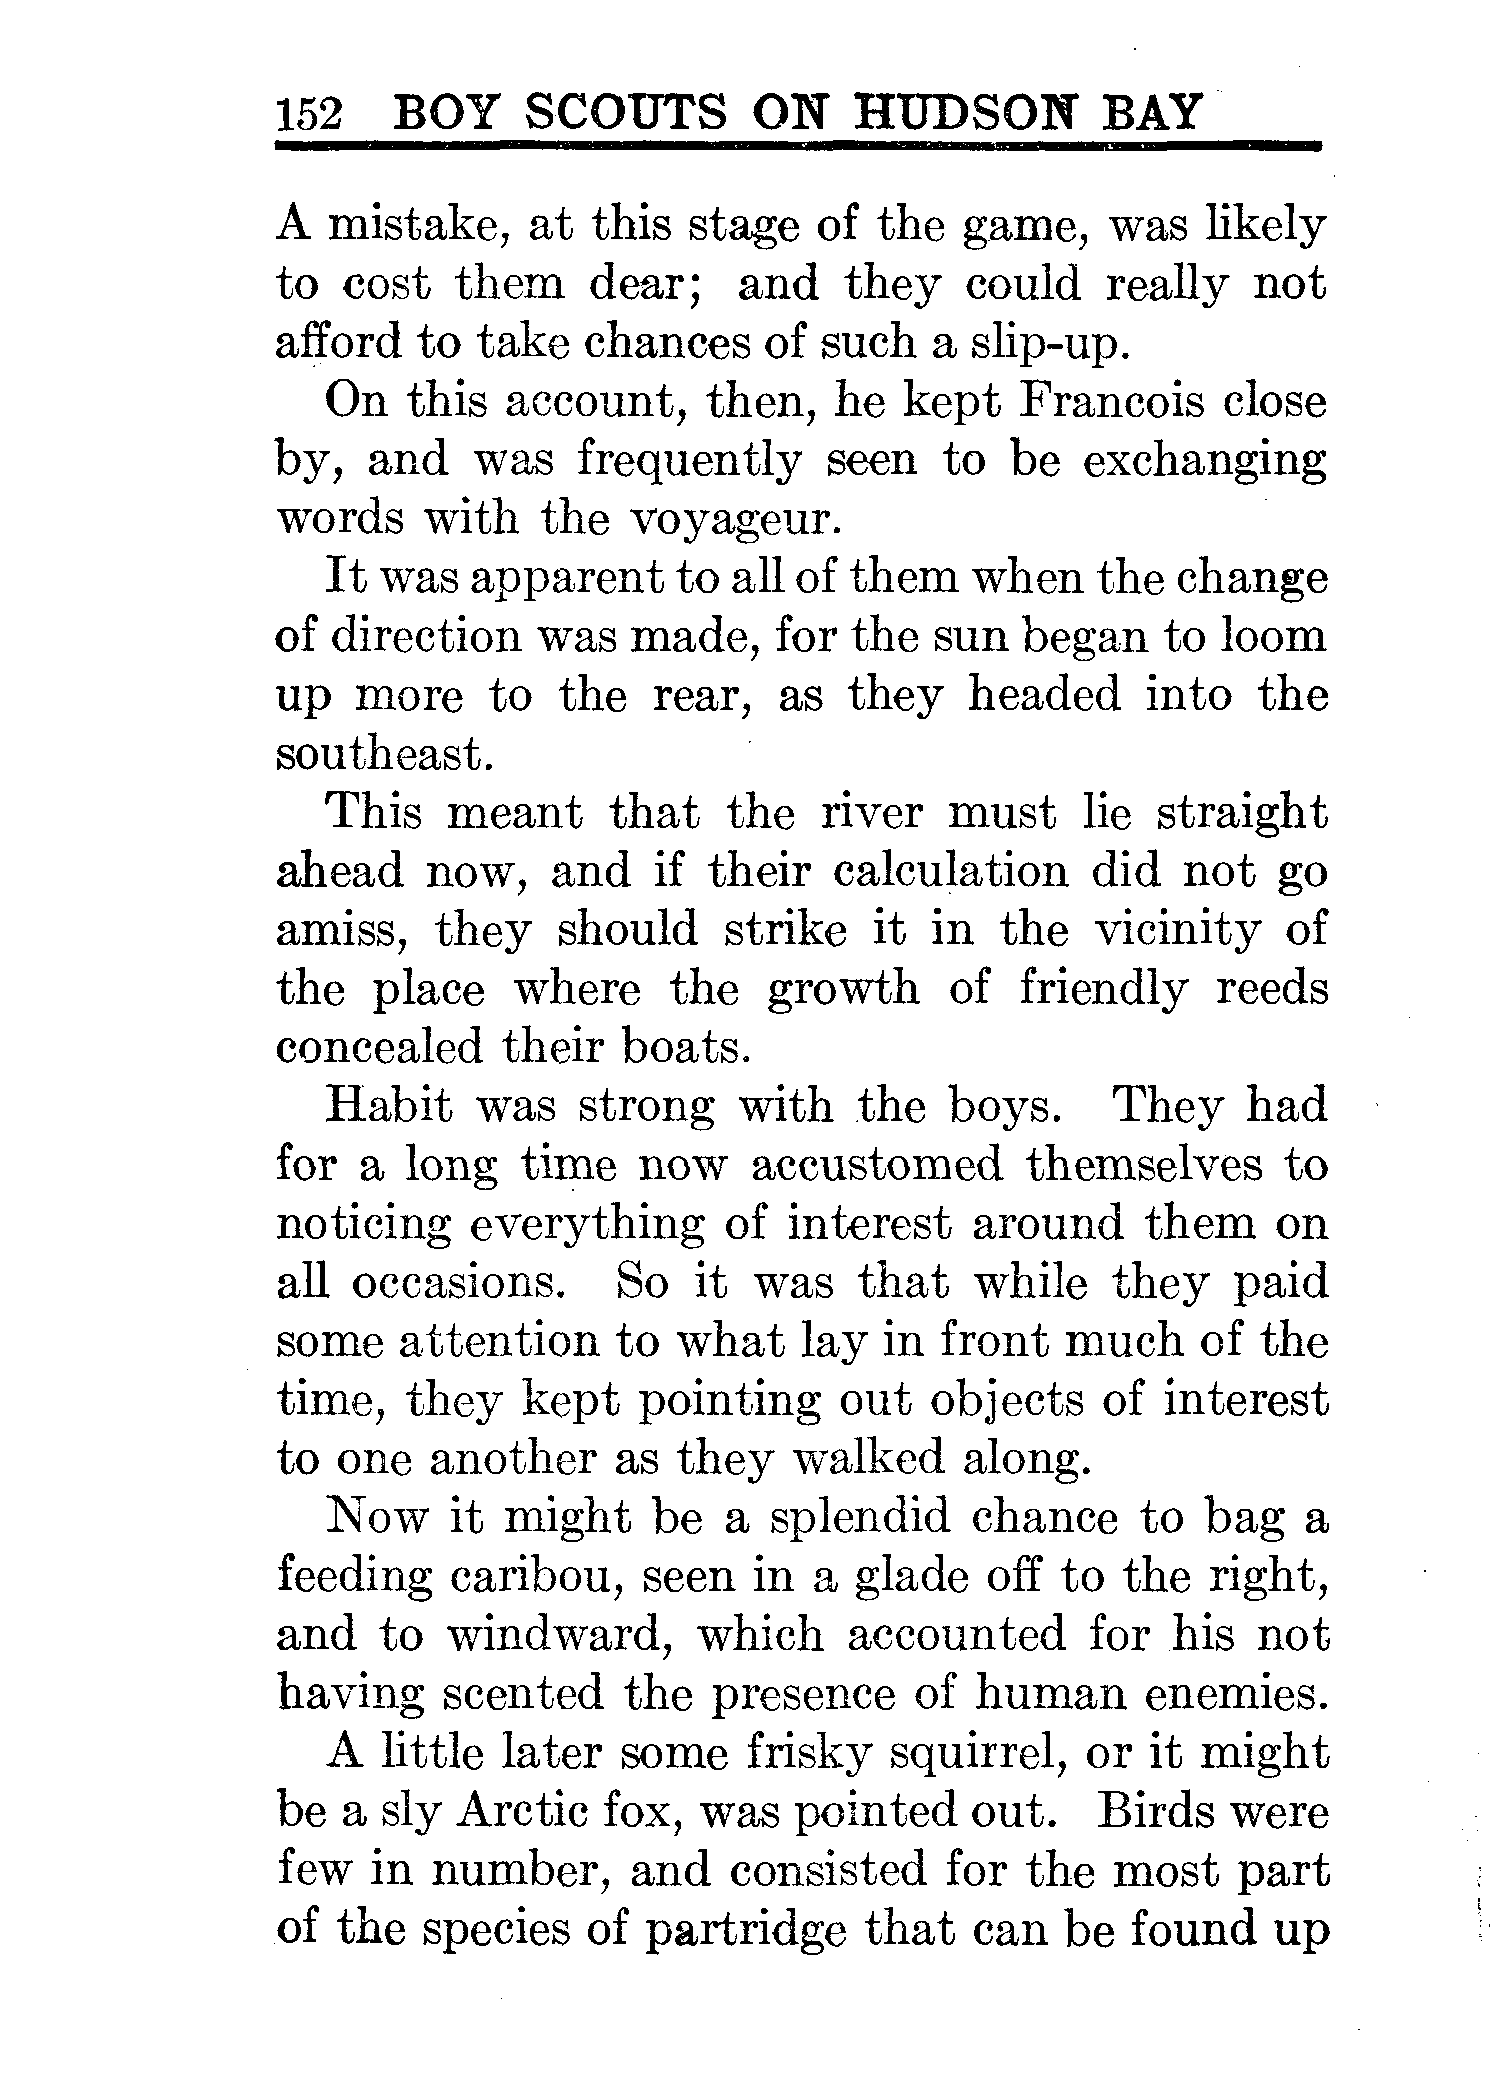 152 BOY SCOUTS ON HUDSON BAY
A mistake, at this stage of the game, was likely
to cost them dear; and they could really not
afford to take chances of such a slip-up.
On this account, then, he kept Francois close
by, and was frequently seen to be exchanging
words with the voyageur.
It was apparent to all of them when the change
of direction was made, for the sun began to loom
up more to the rear, as they headed into the
southeast.
This meant that the river must lie straight
ahead now, and if their calculation did not go
amiss, they should strike it in the vicinity of
the place where the growth of friendly reeds
concealed their boats.
Habit was strong with the boys. They had
for a long time now accustomed themselves to
noticing everything of interest around them on
all occasions. So it was that while they paid
some attention to what lay in front much of the
time, they kept pointing out objects of interest
to one another as they walked along.
Now it might be a splendid chance to bag a
feeding caribou, seen in a glade off to the right,
and to windward, which accounted for his not
having scented the presence of human enemies.
A little later some frisky squirrel, or it might
be a sly Arctic fox, was pointed out. Birds were
few in number, and consisted for the most part
of the species of partridge that can be found up